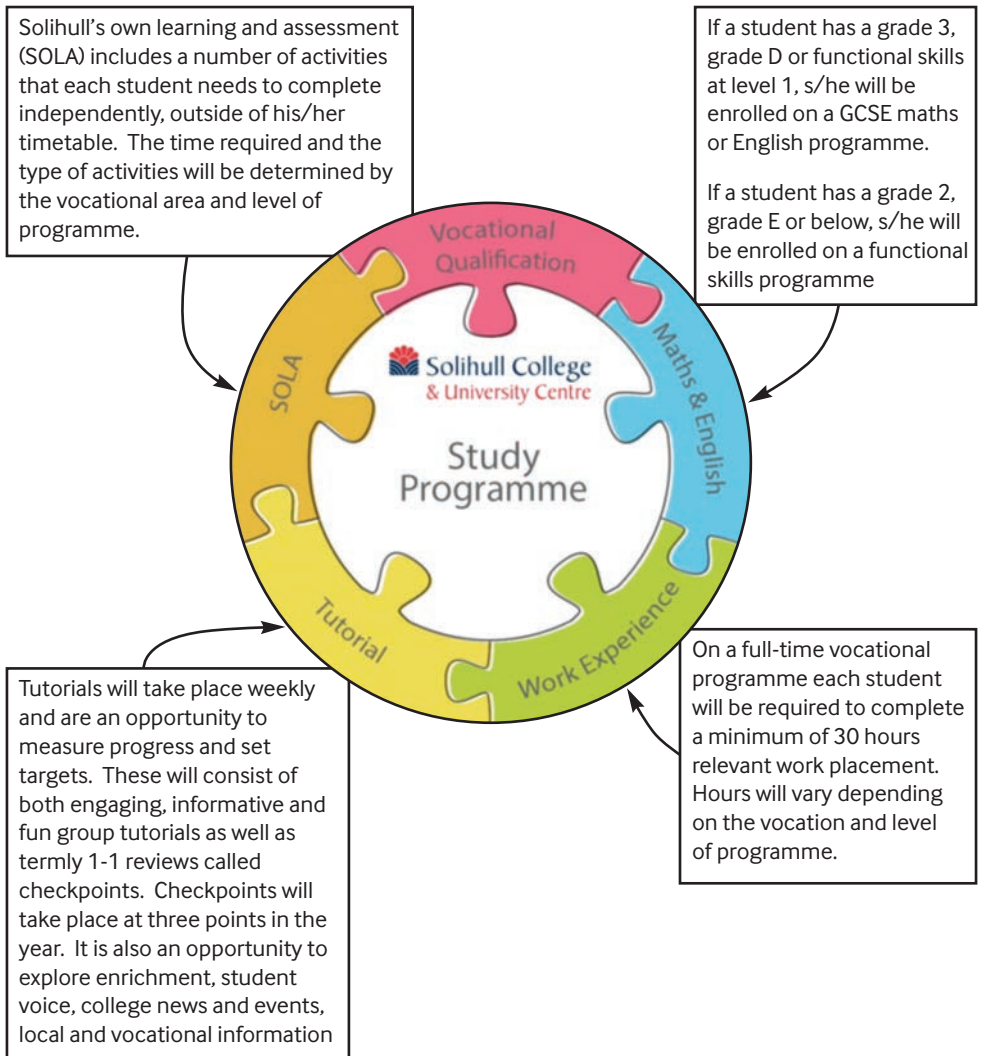 Solihull's own learning and assessment
(SOLA) includes a number of activities
that each student needs to complete
independently, outside of his/her
timetable. The time required and the
type of activities will be determined by
the vocational area and level of
programme.
If a student has a grade 3,
grade D or functional skills
at level 1, s/he will be
enrolled on a GCSE maths
or English programme.
If a student has a grade 2,
grade E or below, s/he will
be enrolled on a functional
skills programme
Vocational
Qualification
SOLA
Maths & English
Solihull College
& University Centre
Study
Programme
Tutorial
Work Experience
Tutorials will take place weekly
and are an opportunity to
measure progress and set
targets. These will consist of
both engaging, informative and
fun group tutorials as well as
termly 1-1 reviews called
checkpoints. Checkpoints will
take place at three points in the
year. It is also an opportunity to
explore enrichment, student
voice, college news and events,
local and vocational information
On a full-time vocational
programme each student
will be required to complete
a minimum of 30 hours
relevant work placement.
Hours will vary depending
on the vocation and level
of programme.